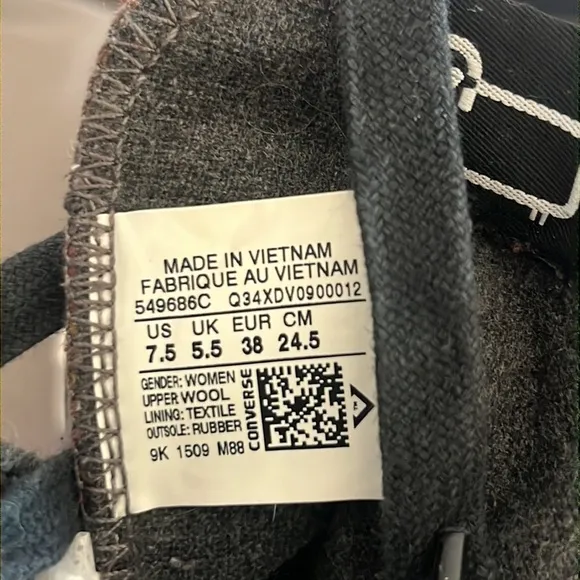 MADE IN VIETNAM
FABRIQUE AU VIETNAM
549686C Q34XDV0900012
US UK EUR CM
7.5 5.5 38 24.5
GENDER: WOMEN
UPPER: WOOL
LINING: TEXTILE
OUTSOLE: RUBBER
9K 1509 M88
CONVERSE